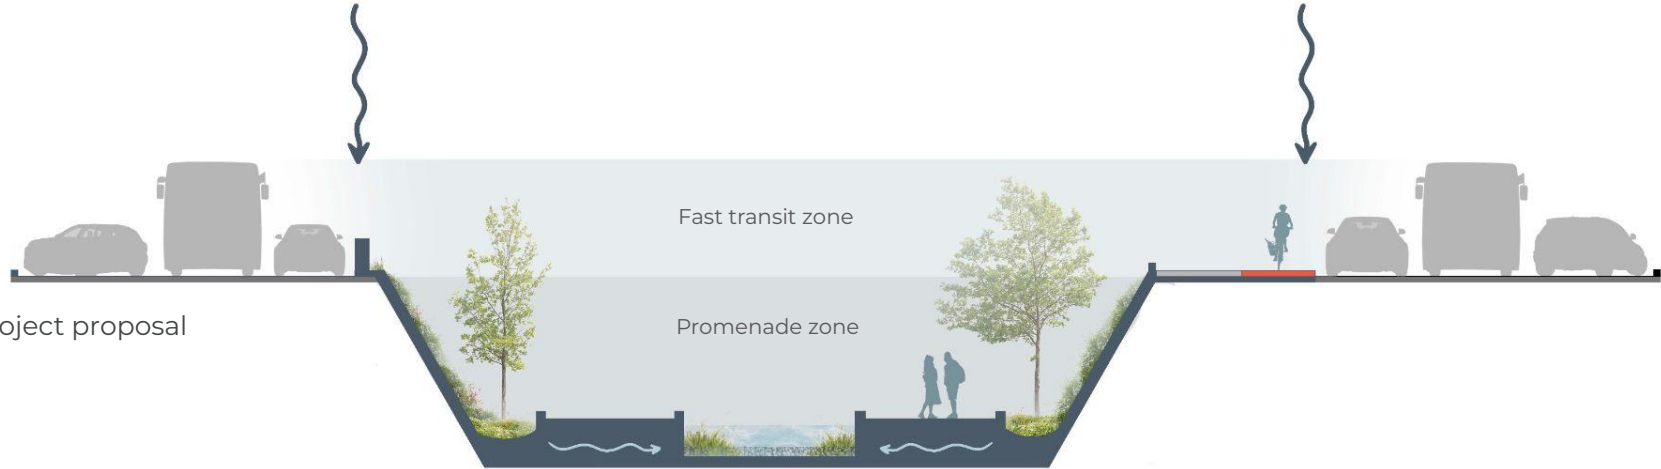 Fast transit zone
Promenade zone
oject proposal